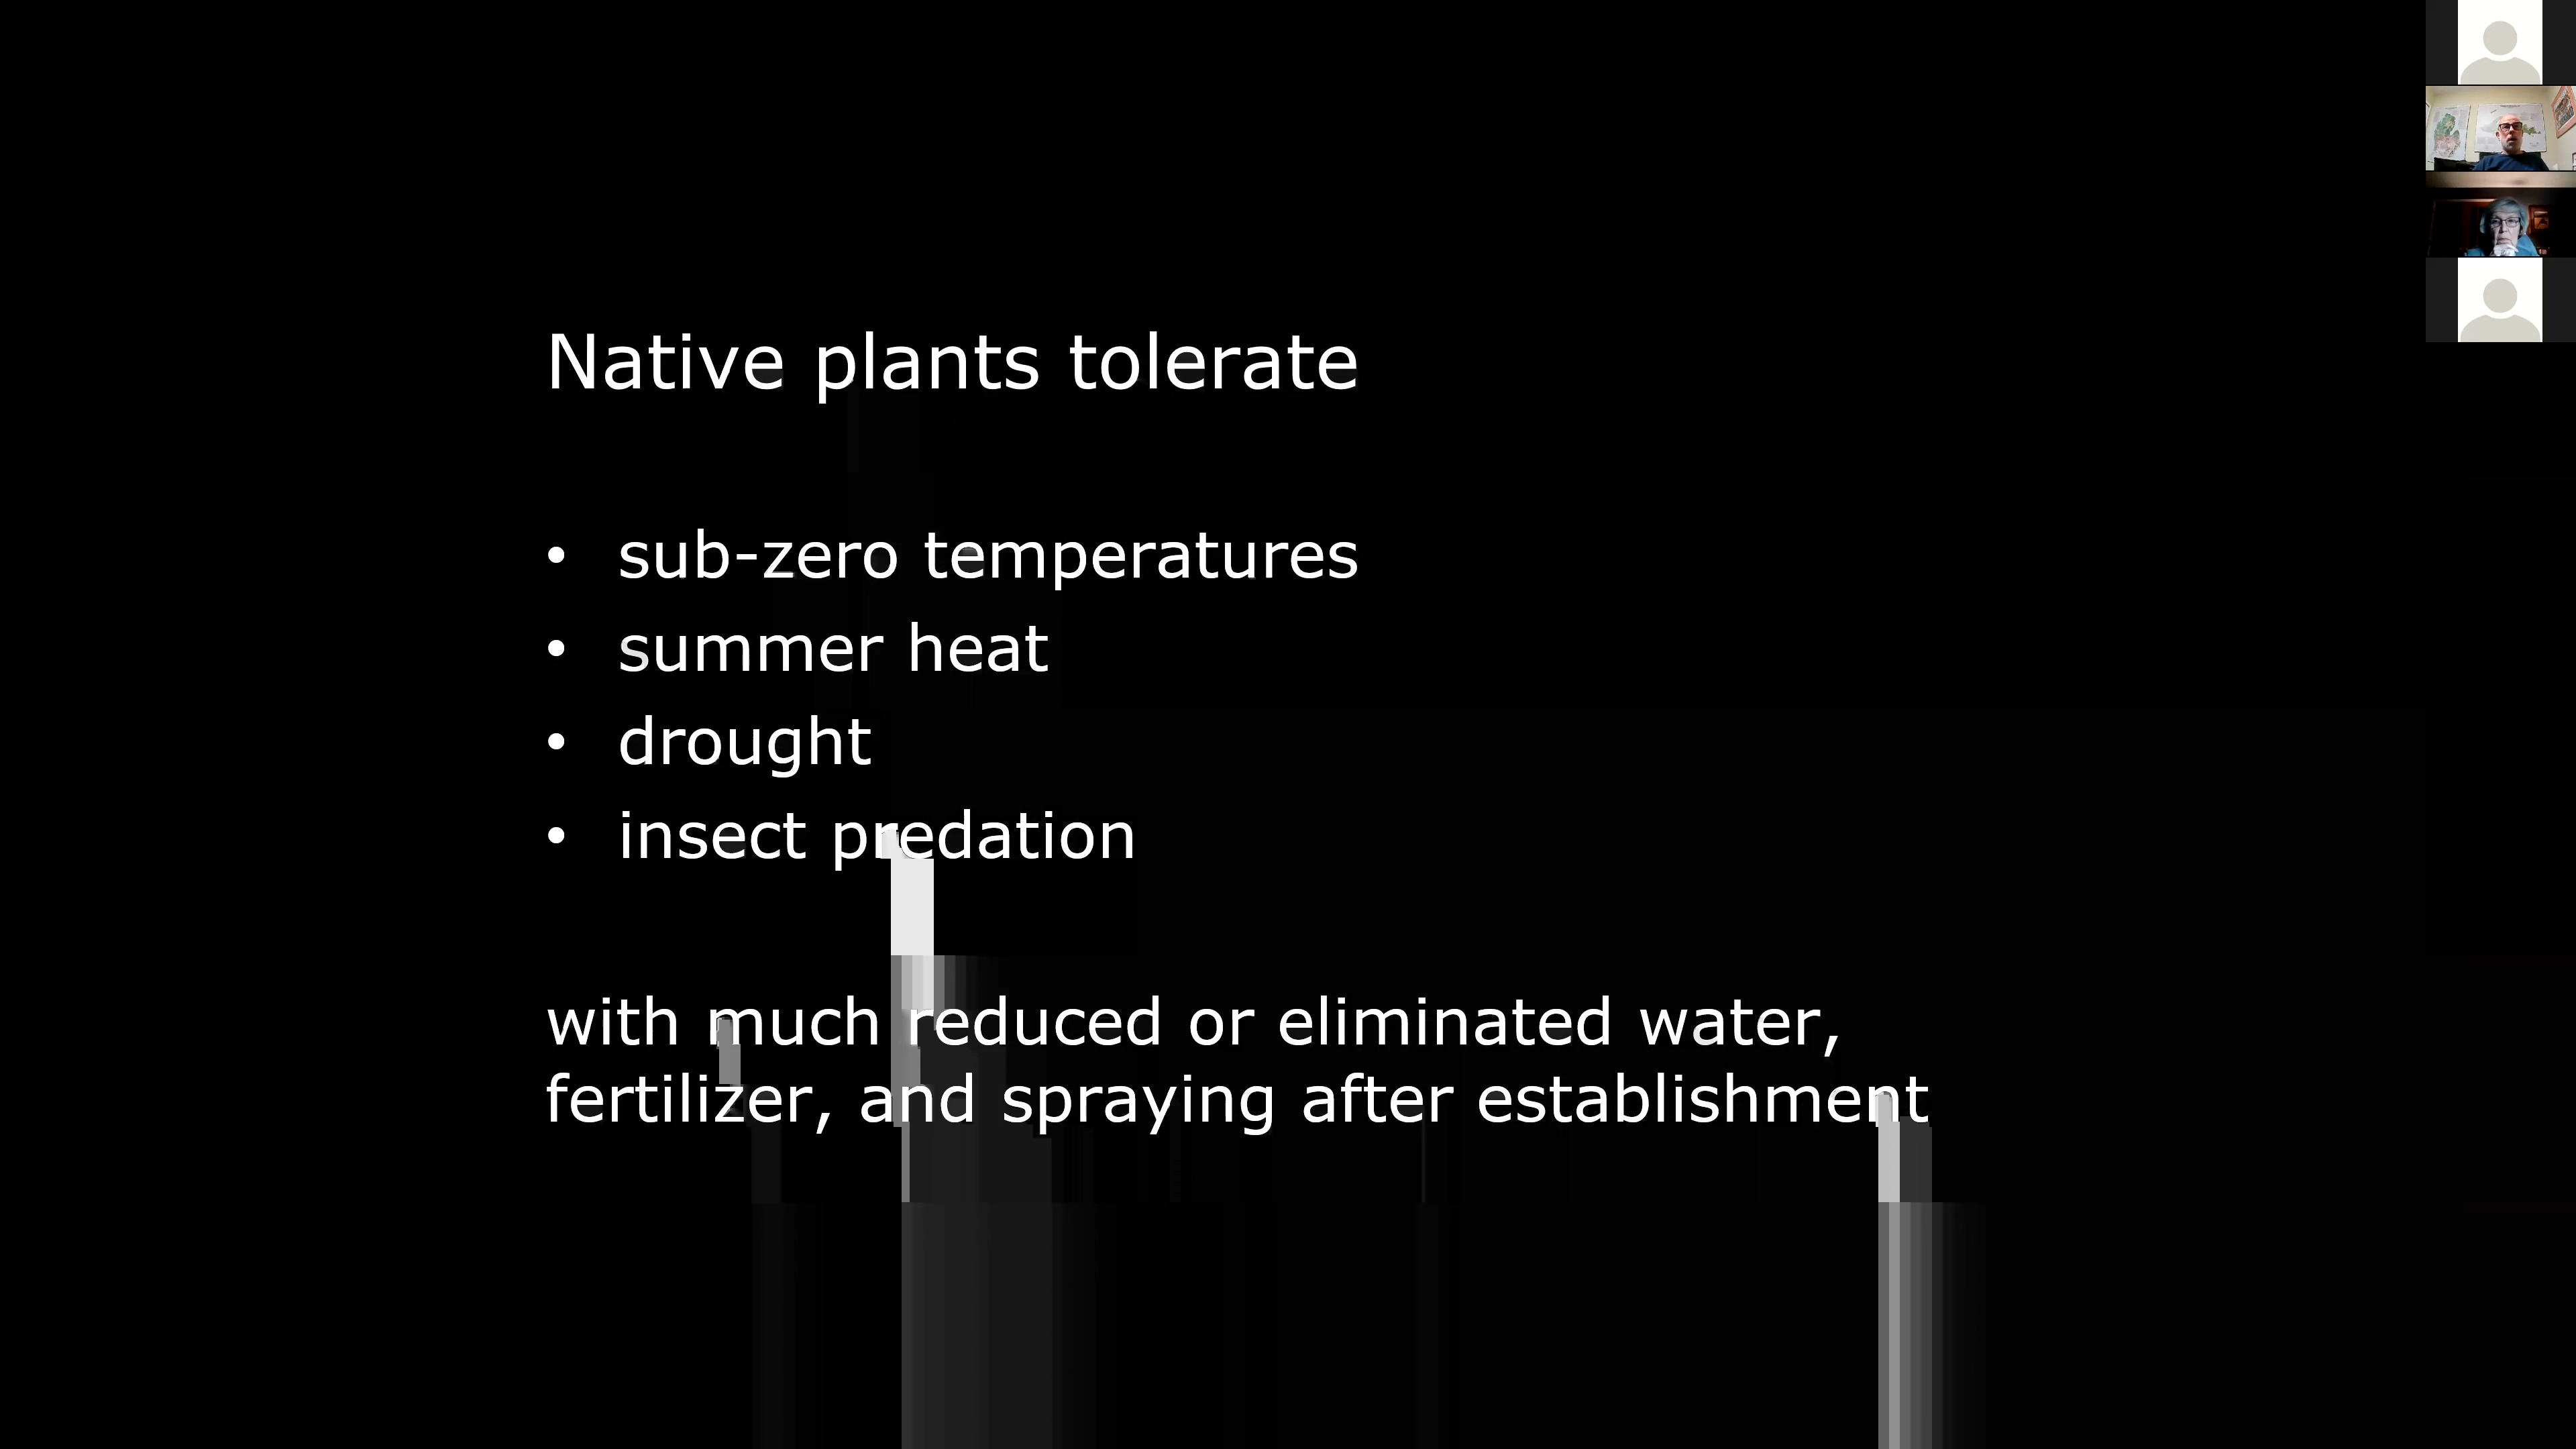 Native plants tolerate
• sub-zero temperatures
• summer heat
• drought
• insect predation
with much reduced or eliminated water,
fertilizer, and spraying after establishment